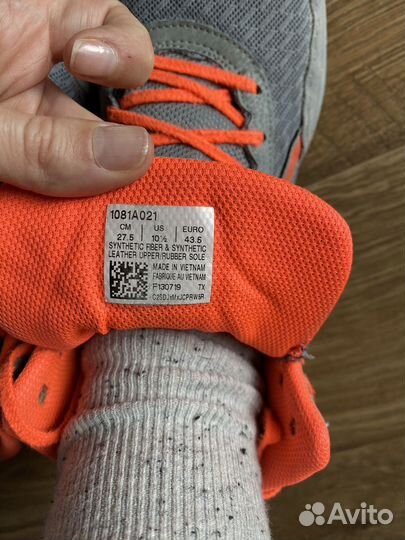 1081A021
CM US EURO
27.5 10½ 43.5
SYNTHETIC FIBER & SYNTHETIC
LEATHER UPPER/RUBBER SOLE
MADE IN VIETNAM
FABRIQUÉ AU VIETNAM
F130719 TX
Avito